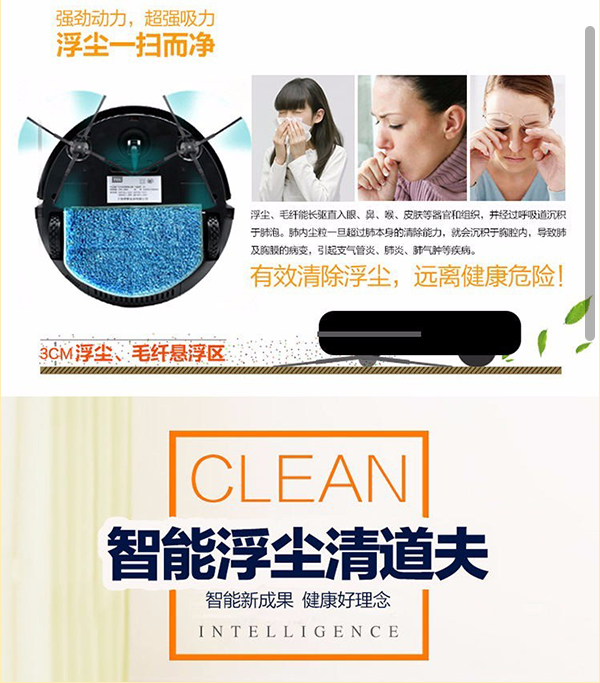 强劲动力，超强吸力
浮尘一扫而净
浮尘、毛纤能长驱直入眼、鼻、喉、皮肤等器官和组织，并经过呼吸道沉积
于肺泡。肺内尘粒一旦超过肺本身的清除能力，就会沉积于胸腔内，导致肺
及胸膜的病变，引起支气管炎、肺炎、肺气肿等疾病。
有效清除浮尘，远离健康危险！
3CM 浮尘、毛纤悬浮区
CLEAN
智能浮尘清道夫
智能新成果 健康好理念
INTELLIGENCE